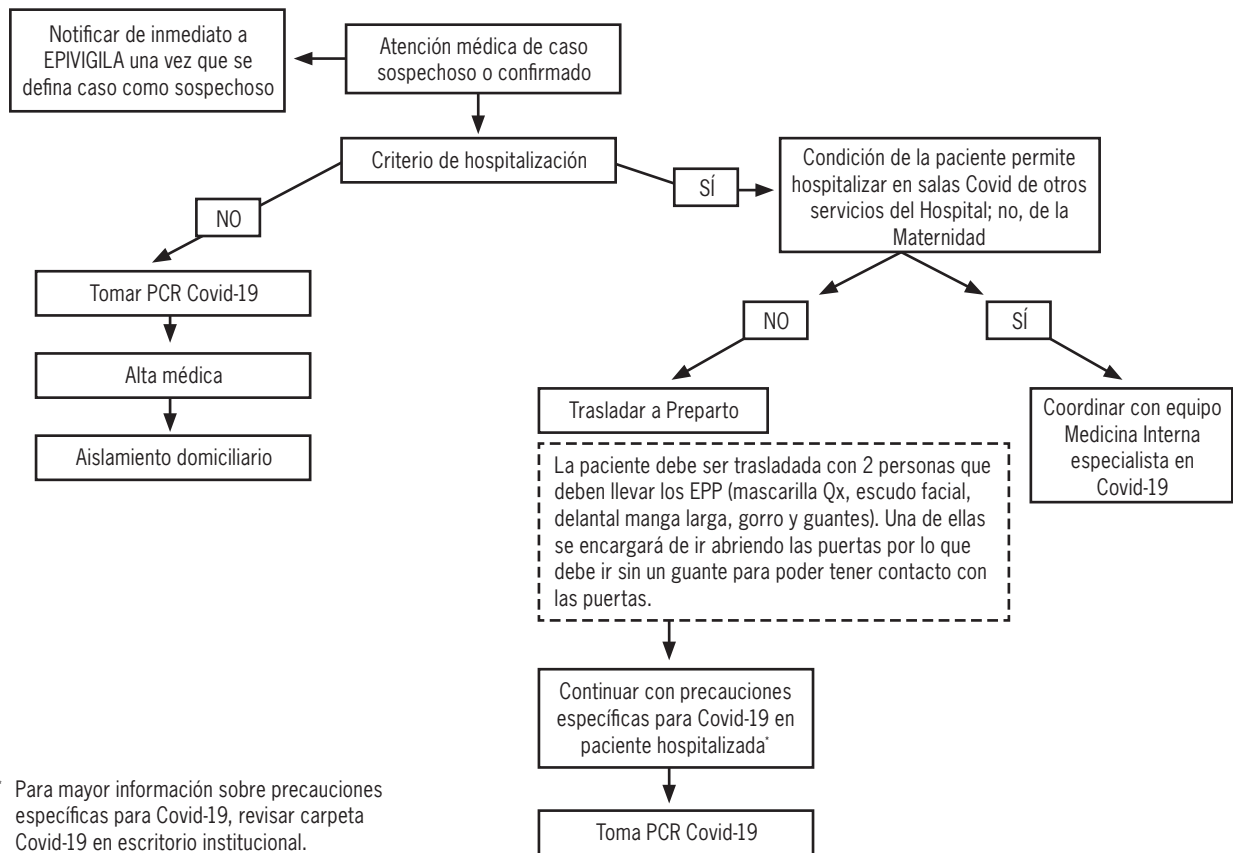 Notificar de inmediato a
EPIVIGILA una vez que se
defina caso como sospechoso
Atención médica de caso
sospechoso o confirmado
Criterio de hospitalización
NO
SÍ
Condición de la paciente permite
hospitalizar en salas Covid de otros
servicios del Hospital; no, de la
Maternidad
Tomar PCR Covid-19
Alta médica
Aislamiento domiciliario
NO
SÍ
Trasladar a Preparto
Coordinar con equipo
Medicina Interna
especialista en
Covid-19
La paciente debe ser trasladada con 2 personas que
deben llevar los EPP (mascarilla Qx, escudo facial,
delantal manga larga, gorro y guantes). Una de ellas
se encargará de ir abriendo las puertas por lo que
debe ir sin un guante para poder tener contacto con
las puertas.
Continuar con precauciones
específicas para Covid-19 en
paciente hospitalizada*
Toma PCR Covid-19
* Para mayor información sobre precauciones
específicas para Covid-19, revisar carpeta
Covid-19 en escritorio institucional.